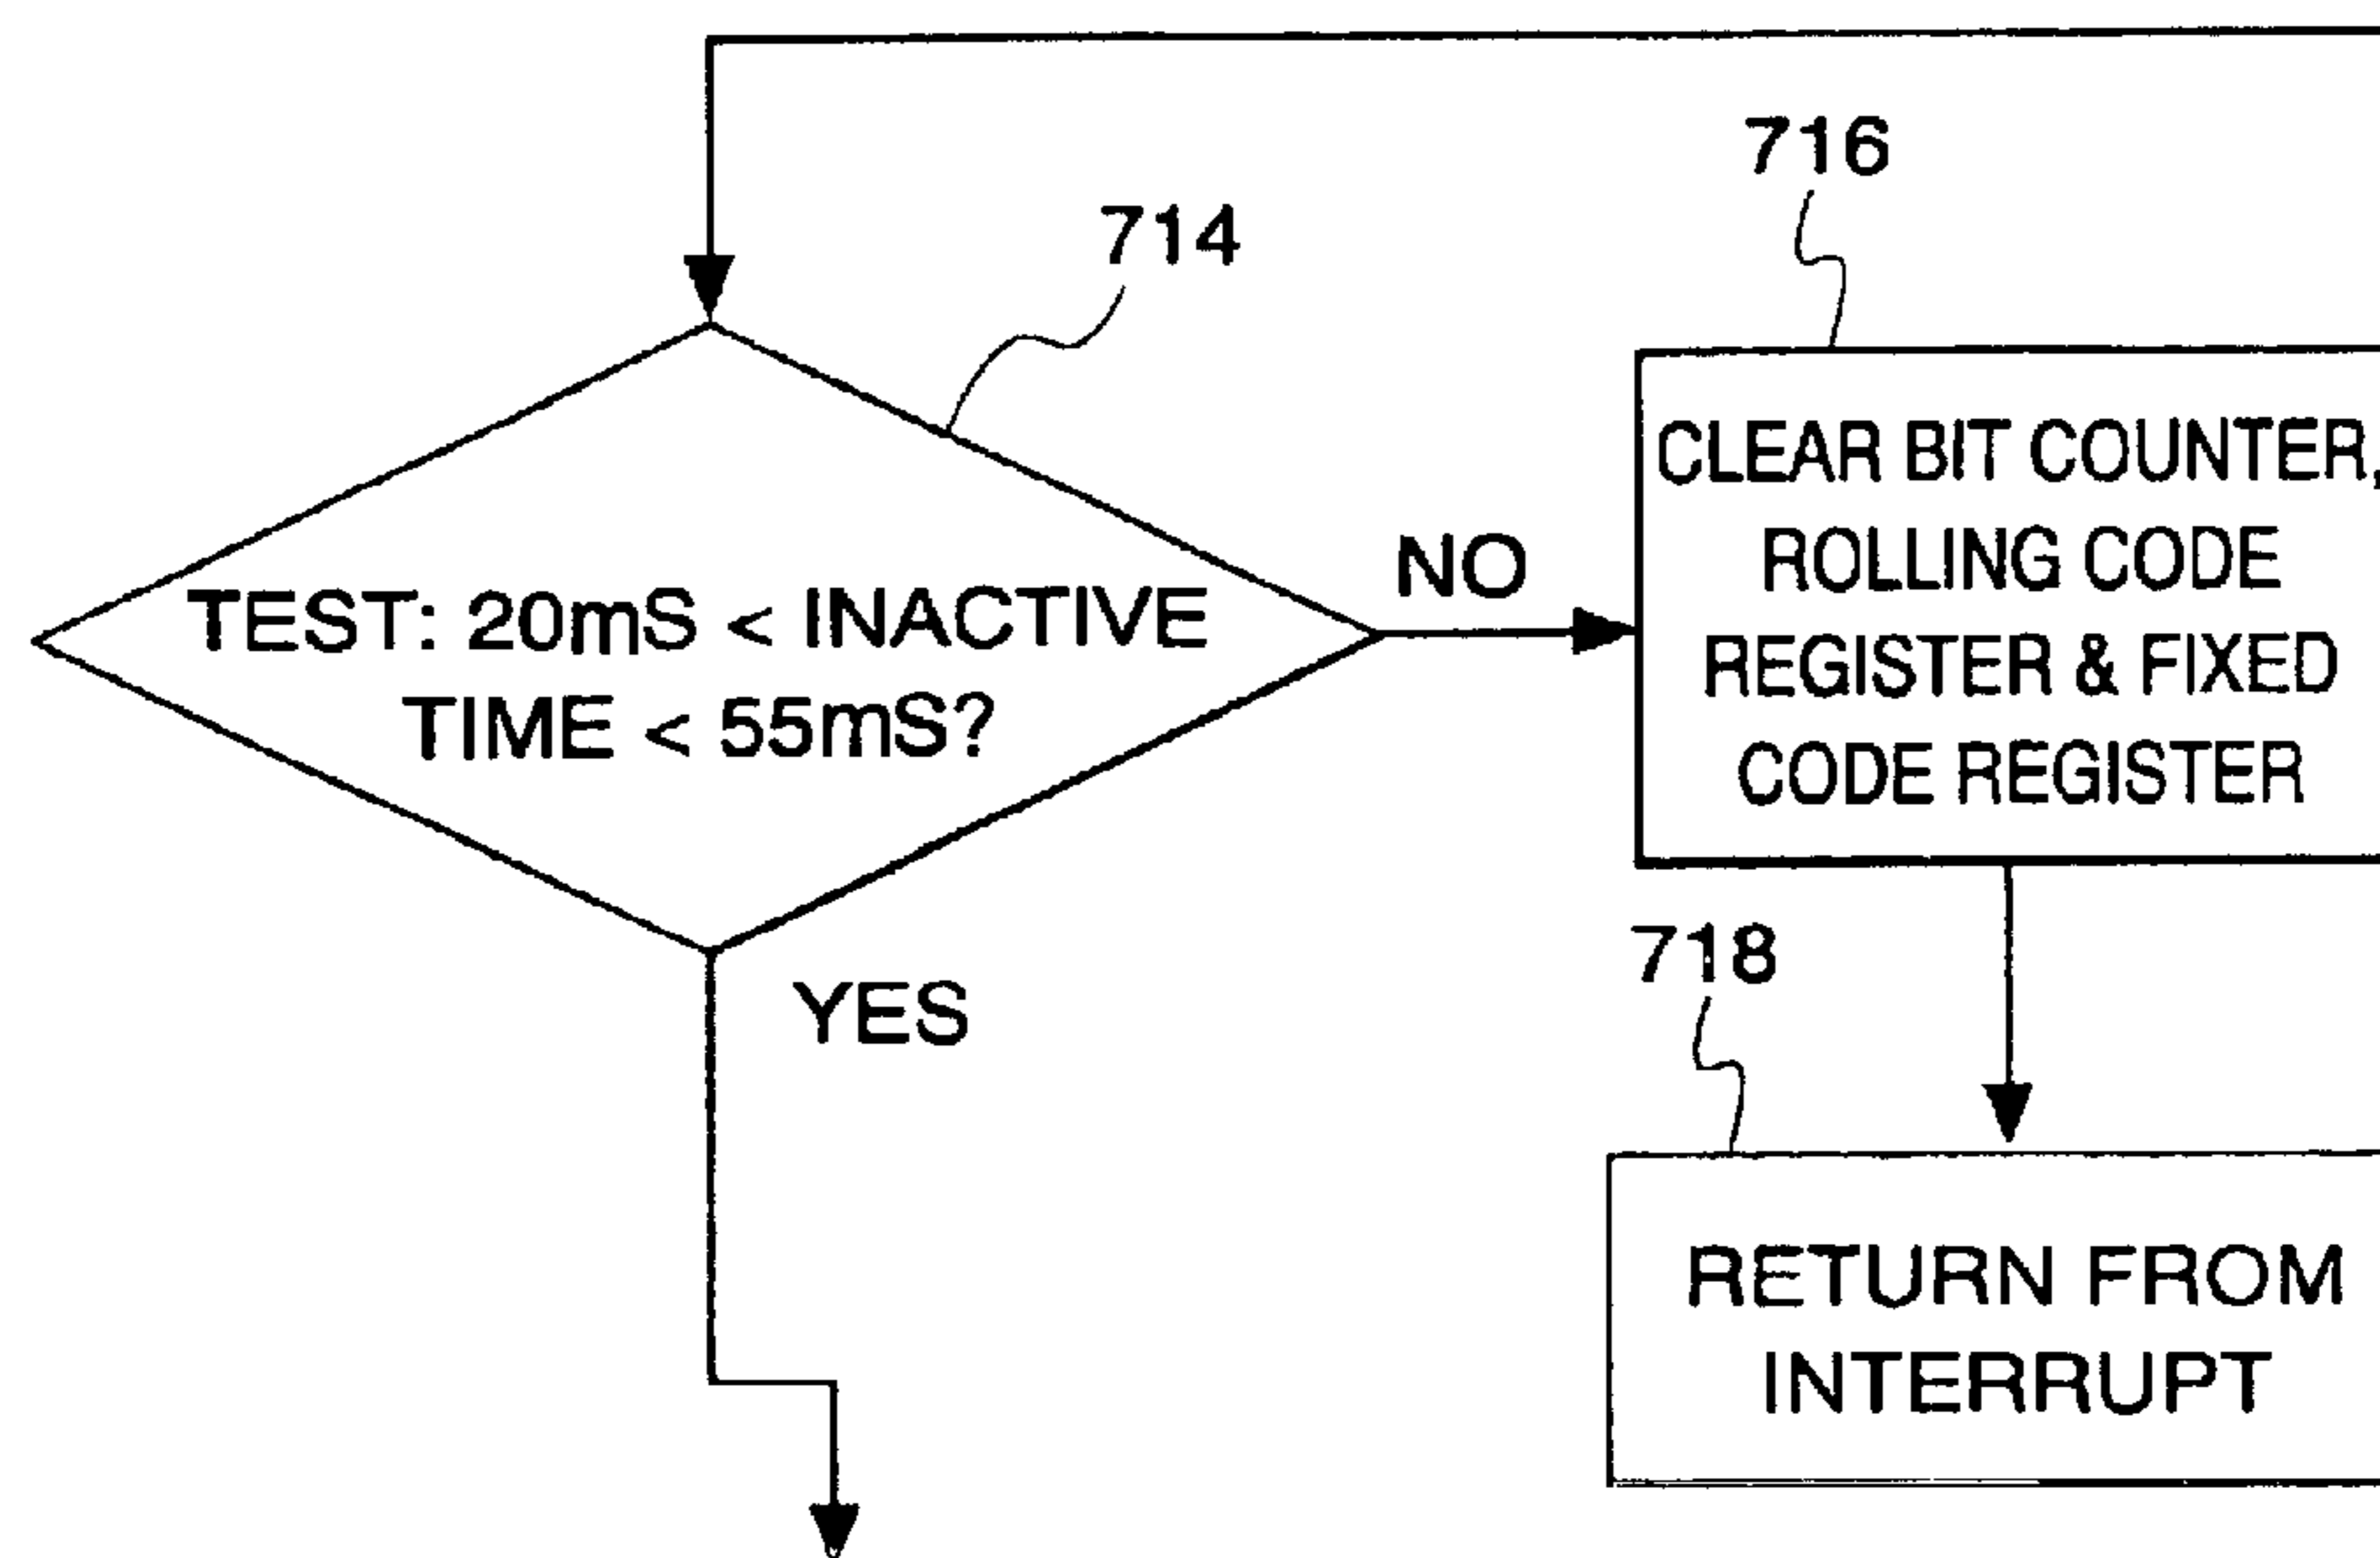 716
714
CLEAR BIT COUNTER,
ROLLING CODE
NO
TEST: 20mS < INACTIVE
REGISTER & FIXED
TIME < 55mS?
CODE REGISTER
718
YES
RETURN FROM
INTERRUPT